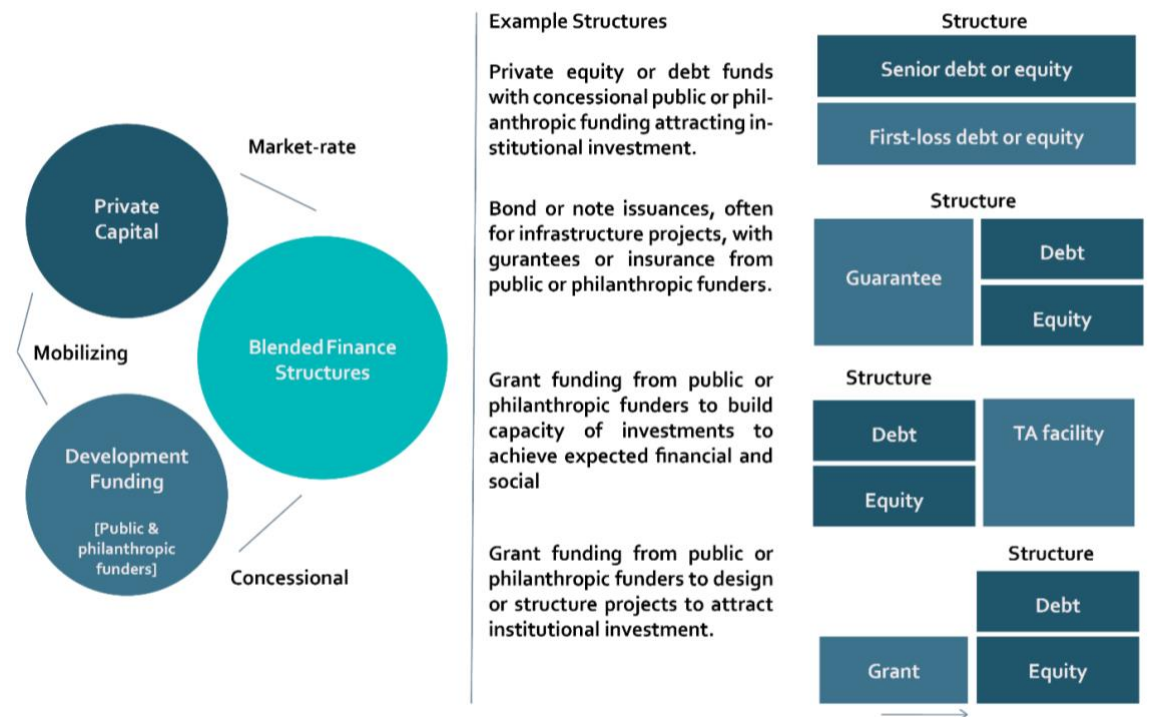 Market-rate
Private
Capital
Blended Finance
Structures
Mobilizing
Development
Funding
[Public &
philanthropic
funders]
Concessional
Example Structures
Private equity or debt funds
with concessional public or phil-
anthropic funding attracting in-
stitutional investment.
Structure
Senior debt or equity
First-loss debt or equity
Bond or note issuances, often
for infrastructure projects, with
gurantees or insurance from
public or philanthropic funders.
Structure
Guarantee
Debt
Equity
Grant funding from public or
philanthropic funders to build
capacity of investments to
achieve expected financial and
social
Structure
Debt
Equity
TA facility
Grant funding from public or
philanthropic funders to design
or structure projects to attract
institutional investment.
Structure
Debt
Grant
Equity